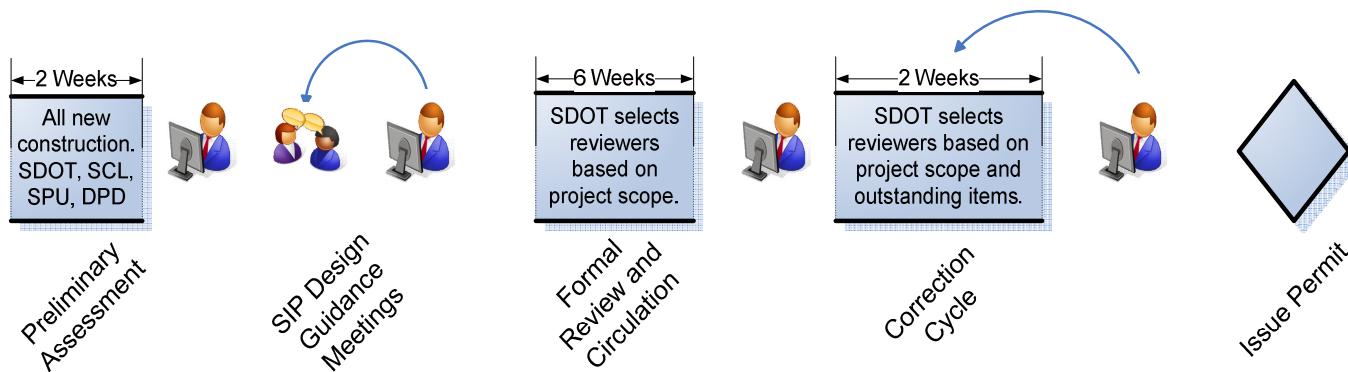 2 Weeks
All new
construction.
SDOT, SCL,
SPU, DPD
Preliminary
Assessment
SIP Design
Guidance
Meetings
6 Weeks
SDOT selects
reviewers
based on
project scope.
Formal
Review and
Circulation
2 Weeks
SDOT selects
reviewers based on
project scope and
outstanding items.
Correction
Cycle
Issue Permit